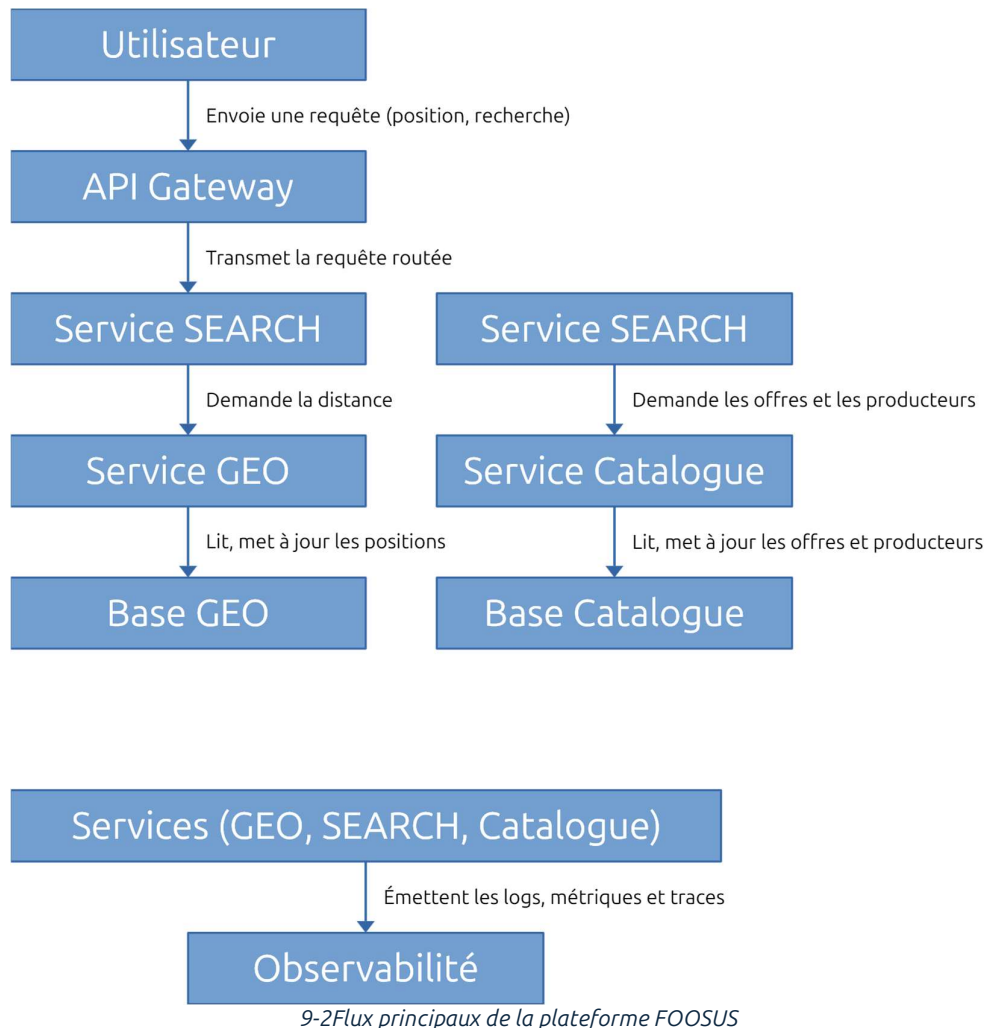 Utilisateur
Envoie une requête (position, recherche)
API Gateway
Transmet la requête routée
Service SEARCH
Demande la distance
Service GEO
Lit, met à jour les positions
Base GEO
Service SEARCH
Demande les offres et les producteurs
Service Catalogue
Lit, met à jour les offres et producteurs
Base Catalogue
Services (GEO, SEARCH, Catalogue)
Émettent les logs, métriques et traces
Observabilité
9-2Flux principaux de la plateforme FOOSUS